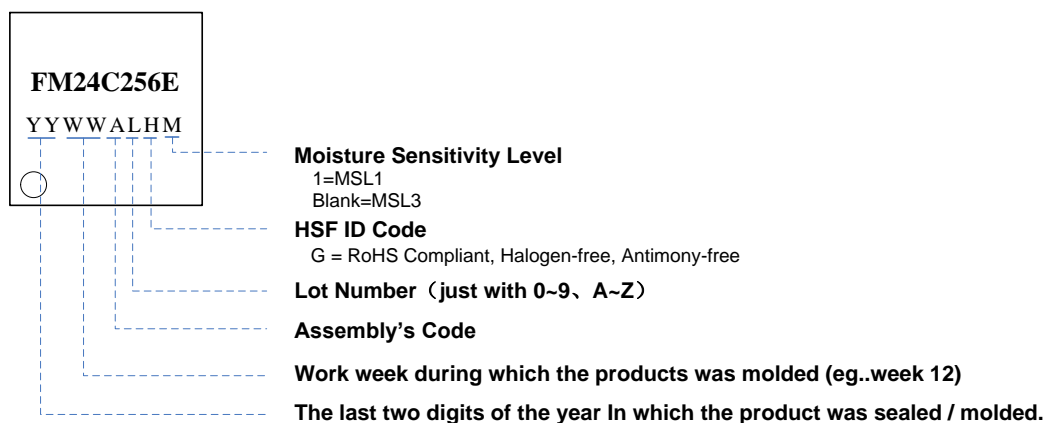 FM24C256E
YYWWALHM
Moisture Sensitivity Level
1=MSL1
Blank=MSL3
HSF ID Code
G = RoHS Compliant, Halogen-free, Antimony-free
Lot Number（just with 0~9、A~Z）
Assembly's Code
Work week during which the products was molded (eg..week 12)
The last two digits of the year In which the product was sealed / molded.